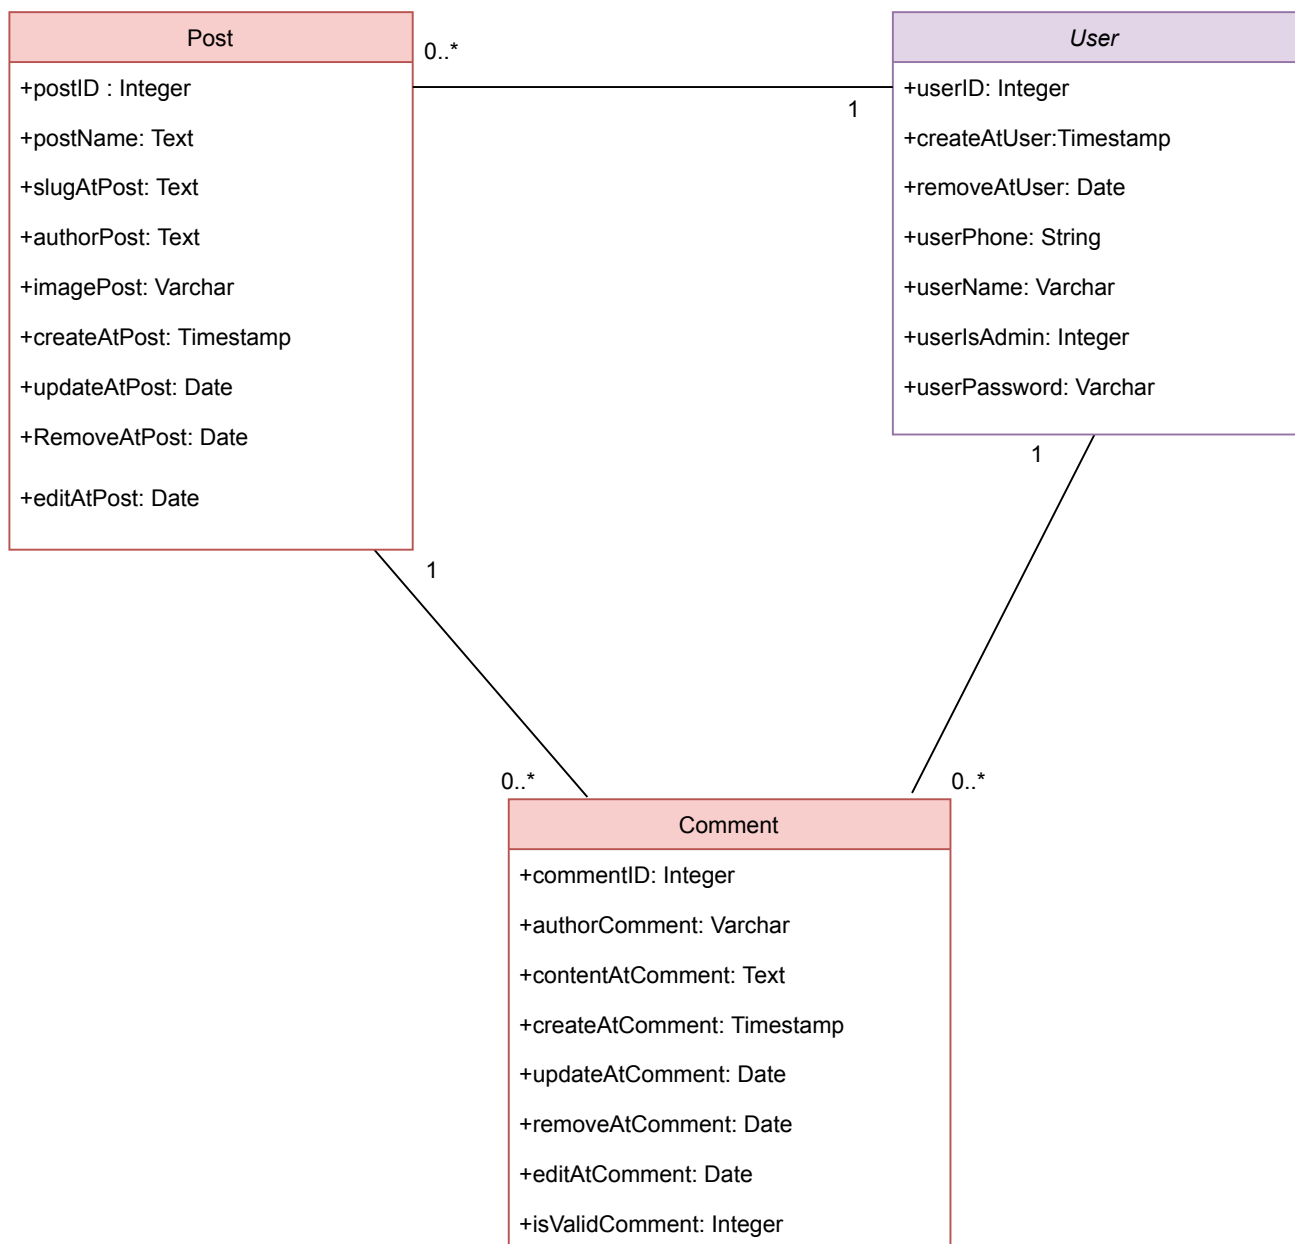 Post
+postID : Integer
+postName: Text
+slugAtPost: Text
+authorPost: Text
+imagePost: Varchar
+createAtPost: Timestamp
+updateAtPost: Date
+RemoveAtPost: Date
+editAtPost: Date
0..*
1
User
+userID: Integer
+createAtUser:Timestamp
+removeAtUser: Date
+userPhone: String
+userName: Varchar
+userIsAdmin: Integer
+userPassword: Varchar
1
1
0..*
0..*
Comment
+commentID: Integer
+authorComment: Varchar
+contentAtComment: Text
+createAtComment: Timestamp
+updateAtComment: Date
+removeAtComment: Date
+editAtComment: Date
+isValidComment: Integer